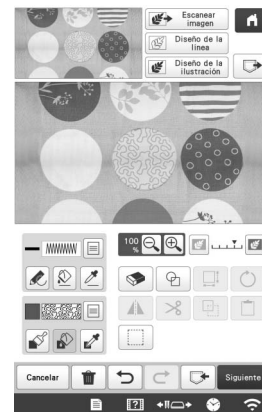 Escanear
imagen
Diseño de la
línea
Diseño de la
ilustración
100
%
Cancelar
Siguiente